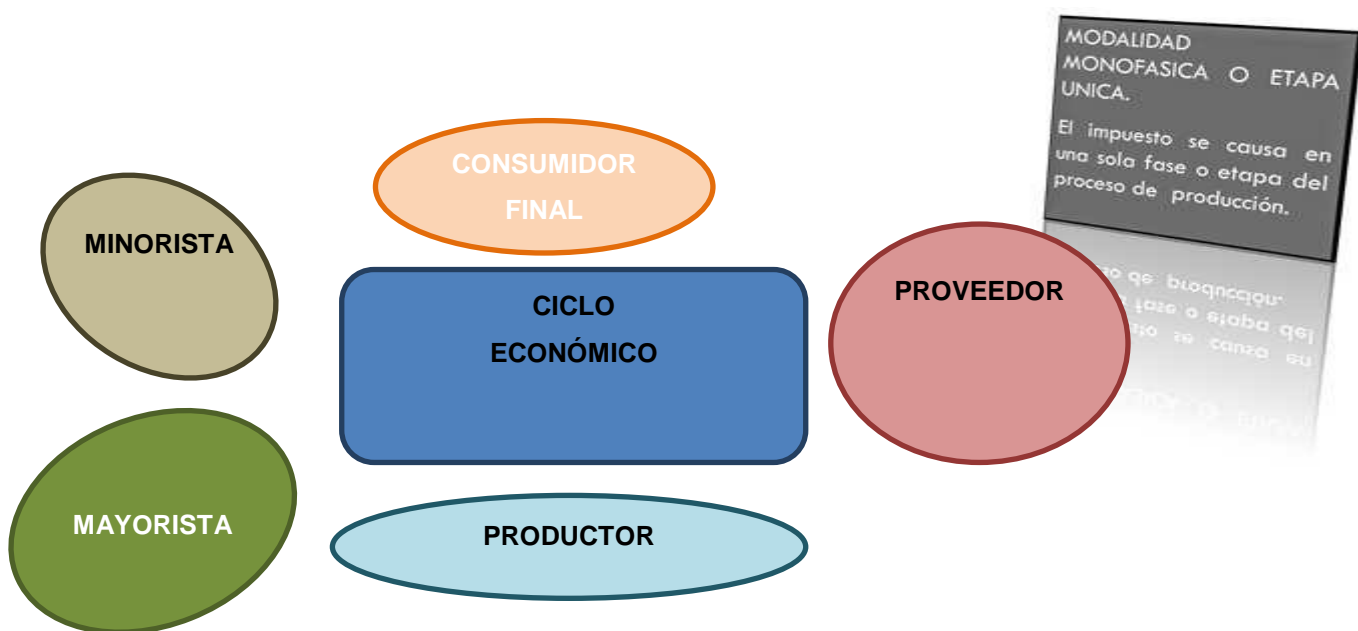 MODALIDAD
MONOFASICA O ETAPA
UNICA.
El impuesto se causa en
una sola fase o etapa del
proceso de producción.
CONSUMIDOR
FINAL
MINORISTA
CICLO
ECONÓMICO
PROVEEDOR
MAYORISTA
PRODUCTOR